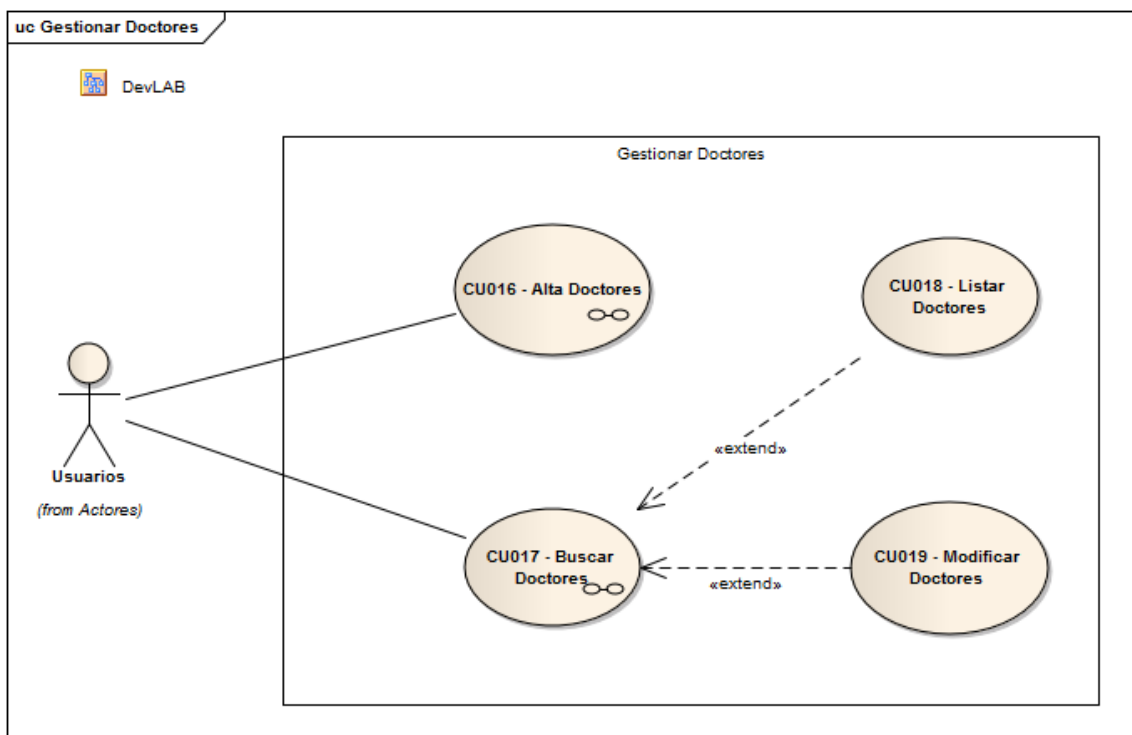 uc Gestionar Doctores
DevLAB
Gestionar Doctores
CU016 - Alta Doctores
CU018 - Listar
Doctores
«extend»
Usuarios
(from Actores)
CU017 - Buscar
Doctores
CU019 - Modificar
Doctores
«extend»